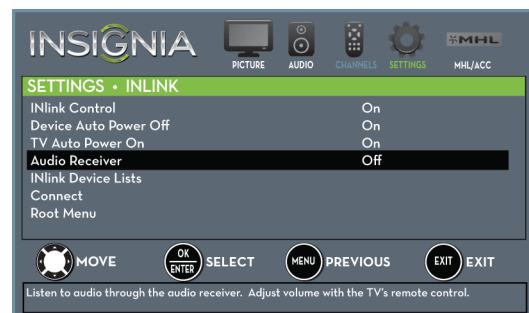 INSIGNIA
PICTURE AUDIO CHANNELS SETTINGS MHL MHL/ACC
SETTINGS • INLINK
INlink Control On
Device Auto Power Off On
TV Auto Power On On
Audio Receiver Off
INlink Device Lists
Connect
Root Menu
MOVE OK ENTER SELECT MENU PREVIOUS EXIT EXIT
Listen to audio through the audio receiver. Adjust volume with the TV's remote control.